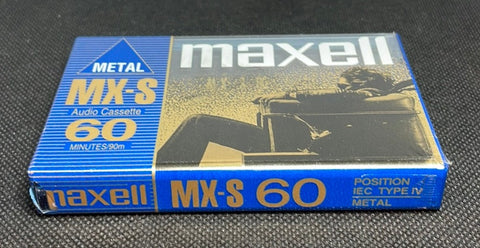 maxell
METAL
MX-S
Audio Cassette
60
MINUTES/90m
maxell MX-S 60 POSITION
IEC TYPE IV
METAL